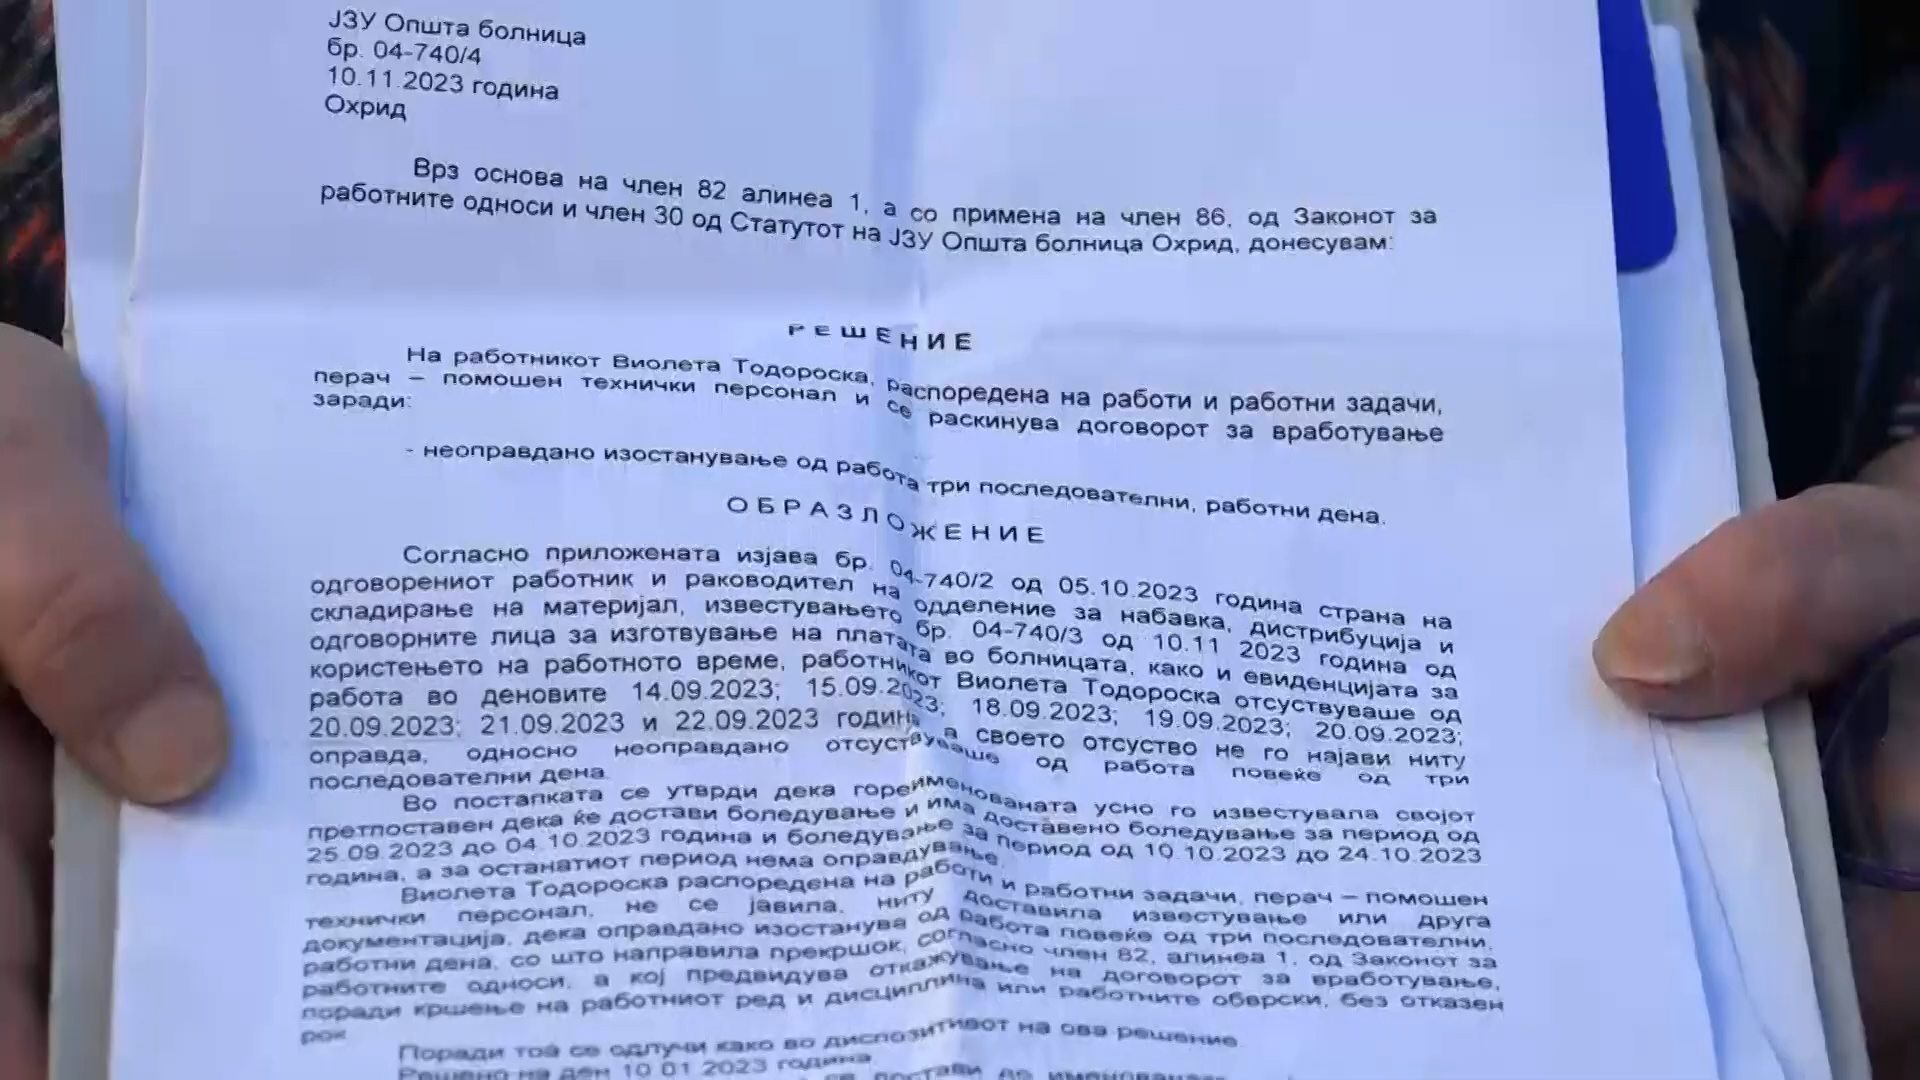 ЈЗУ Општа болница
бр. 04-740/4
10.11.2023 година
Охрид
Врз основа на член 82 алинеа 1, а со примена на член 86, од Законот за
работните односи и член 30 од Статутот на ЈЗУ Општа болница Охрид, донесувам:
РЕШЕНИЕ
На работникот Виолета Тодороска, распоредена на работи и работни задачи,
перач – помошен технички персонал и се раскинува договорот за вработување
заради:
- неоправдано изостанување од работа три последователни, работни дена.
ОБРАЗЛОЖЕНИЕ
Согласно приложената изјава бр. 04-740/2 од 05.10.2023 година страна на
одговорениот работник и раководител на одделение за набавка, дистрибуција и
складирање на материјал, известувањето бр. 04-740/3 од 10.11 2023 година од
одговорните лица за изготвување на платата во болницата, како и евиденцијата за
користењето на работното време, работникот Виолета Тодороска отсуствуваше од
работа во деновите 14.09.2023; 15.09.2023; 18.09.2023; 19.09.2023; 20.09.2023;
20.09.2023; 21.09.2023 и 22.09.2023 година, а своето отсуство не го најави ниту
оправда, односно неоправдано отсуствуваше од работа повеќе од три
последователни дена.
Во постапката се утврди дека гореименованата усно го известувала својот
претпоставен дека ќе достави боледување и има доставено боледување за период од
25.09.2023 до 04.10.2023 година и боледување за период од 10.10.2023 до 24.10.2023
година, а за останатиот период нема оправдување.
Виолета Тодороска распоредена на работи и работни задачи, перач – помошен
технички персонал, не се јавила, ниту доставила известување или друга
документација, дека оправдано изостанува од работа повеќе од три последователни,
работни дена, со што направила прекршок, согласно член 82, алинеа 1, од Законот за
работните односи, а кој предвидува откажување на договорот за вработување,
поради кршење на работниот ред и дисциплина или работните обврски, без отказен
рок
Поради тоа се одлучи како во диспозитивот на ова решение.
Решено на ден 10 01 2023 година
се достави до именованата